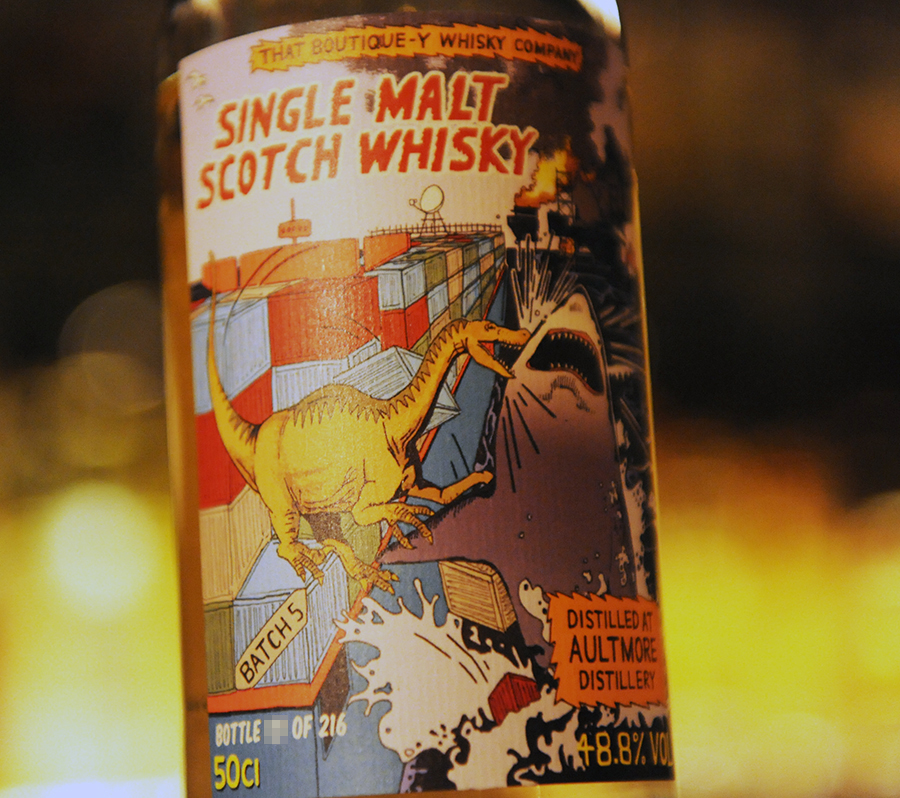 THAT BOUTIQUE-Y WHISKY COMPANY
SINGLE MALT
SCOTCH WHISKY
BATCH 5
DISTILLED AT
AULTMORE
DISTILLERY
BOTTLE OF 216
50Cl
48.8% VOL